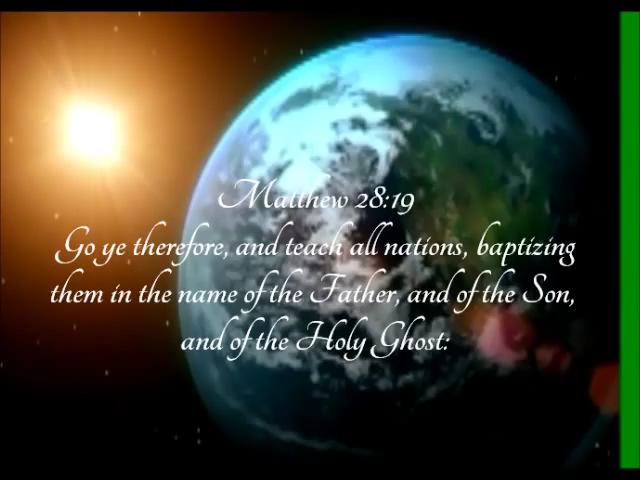 Matthew 28:19
Go ye therefore, and teach all nations, baptizing
them in the name of the Father, and of the Son,
and of the Holy Ghost: